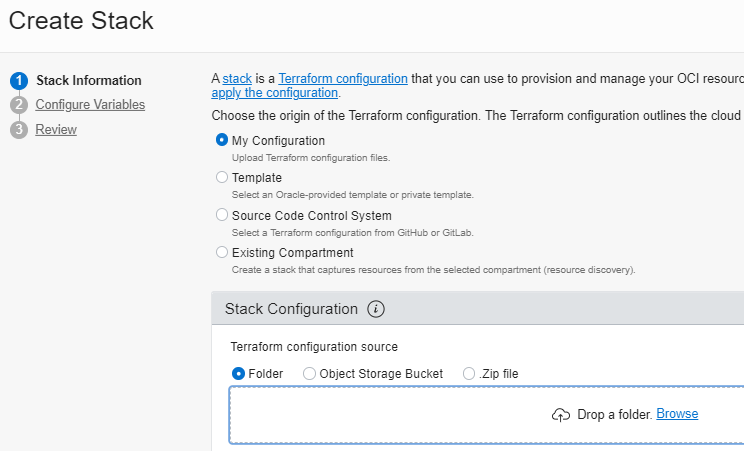 Create Stack
1 Stack Information
2 Configure Variables
3 Review
A stack is a Terraform configuration that you can use to provision and manage your OCI resourc
apply the configuration.
Choose the origin of the Terraform configuration. The Terraform configuration outlines the cloud
My Configuration
Upload Terraform configuration files.
Template
Select an Oracle-provided template or private template.
Source Code Control System
Select a Terraform configuration from GitHub or GitLab.
Existing Compartment
Create a stack that captures resources from the selected compartment (resource discovery).
Stack Configuration i
Terraform configuration source
Folder Object Storage Bucket .Zip file
Drop a folder. Browse